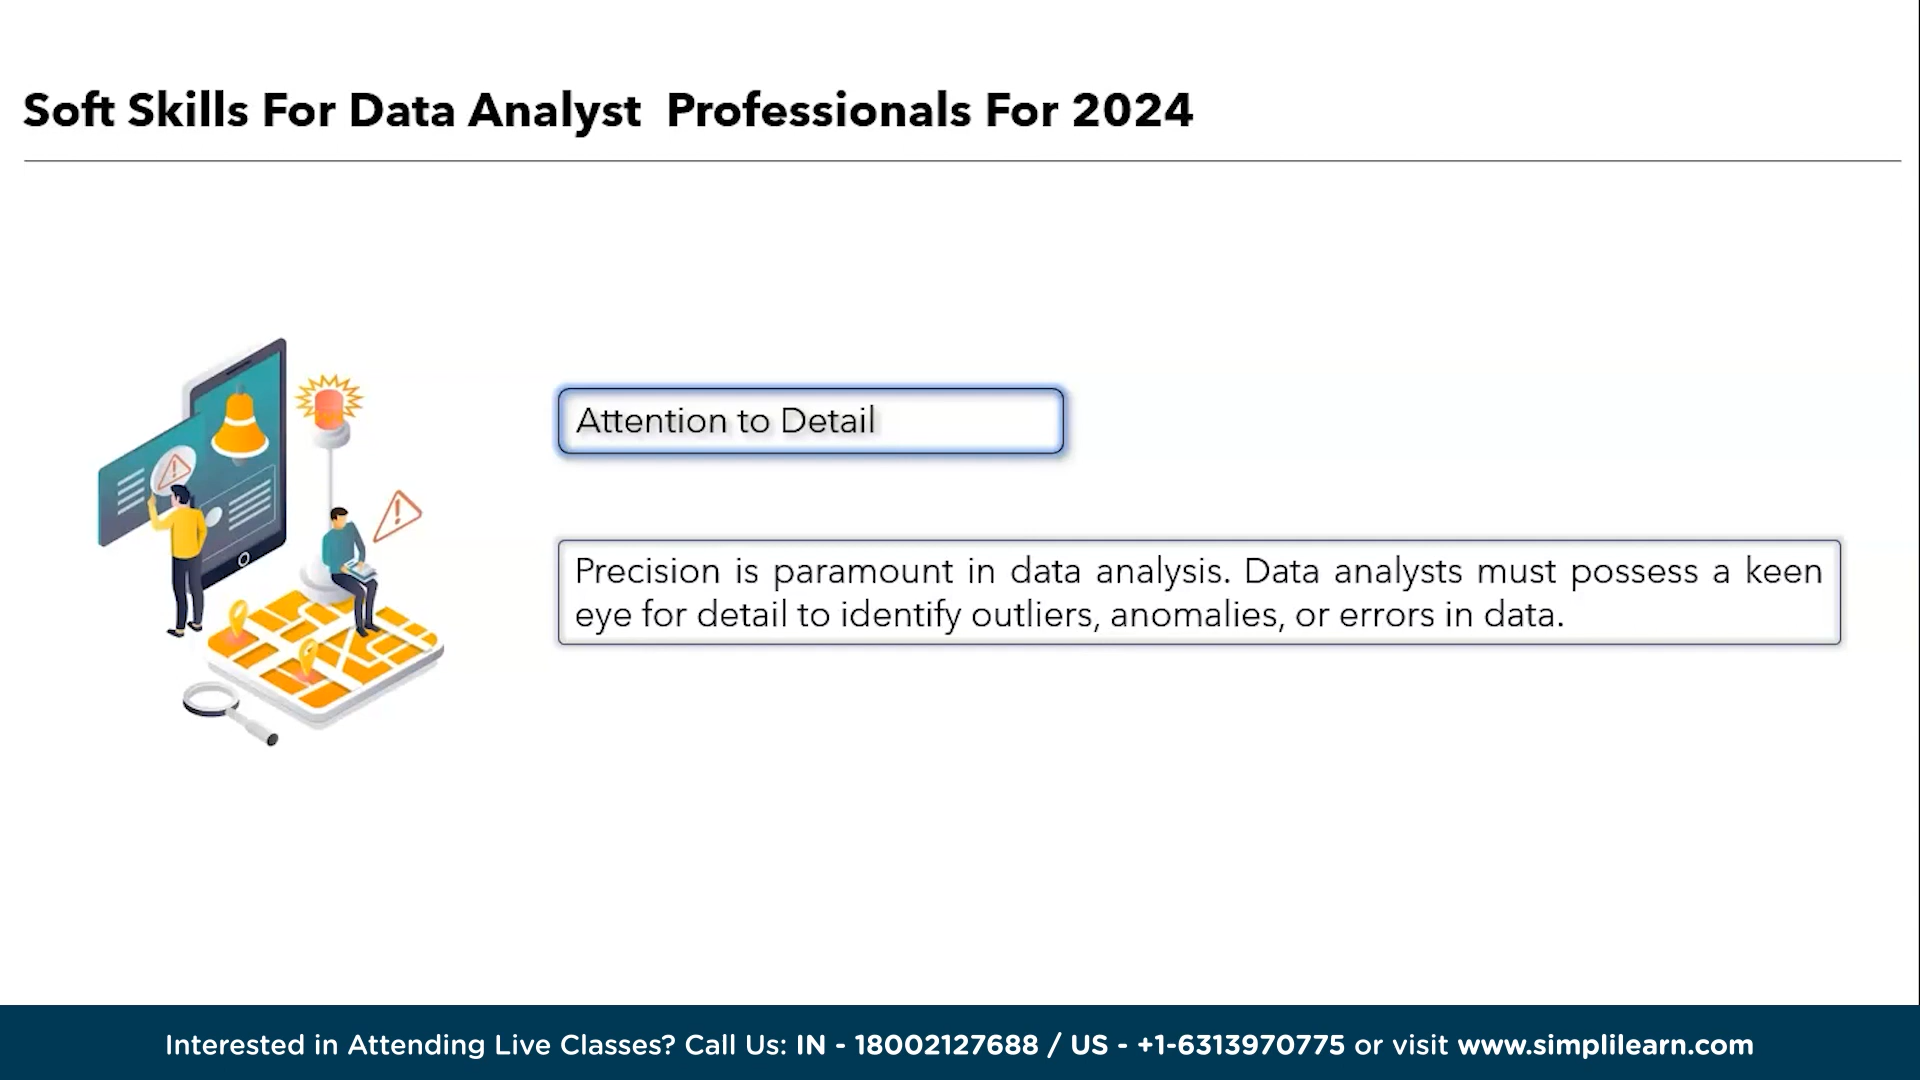 Soft Skills For Data Analyst  Professionals For 2024
Attention to Detail
Precision is paramount in data analysis. Data analysts must possess a keen
eye for detail to identify outliers, anomalies, or errors in data.
Interested in Attending Live Classes? Call Us: IN - 18002127688 / US - +1-6313970775 or visit www.simplilearn.com